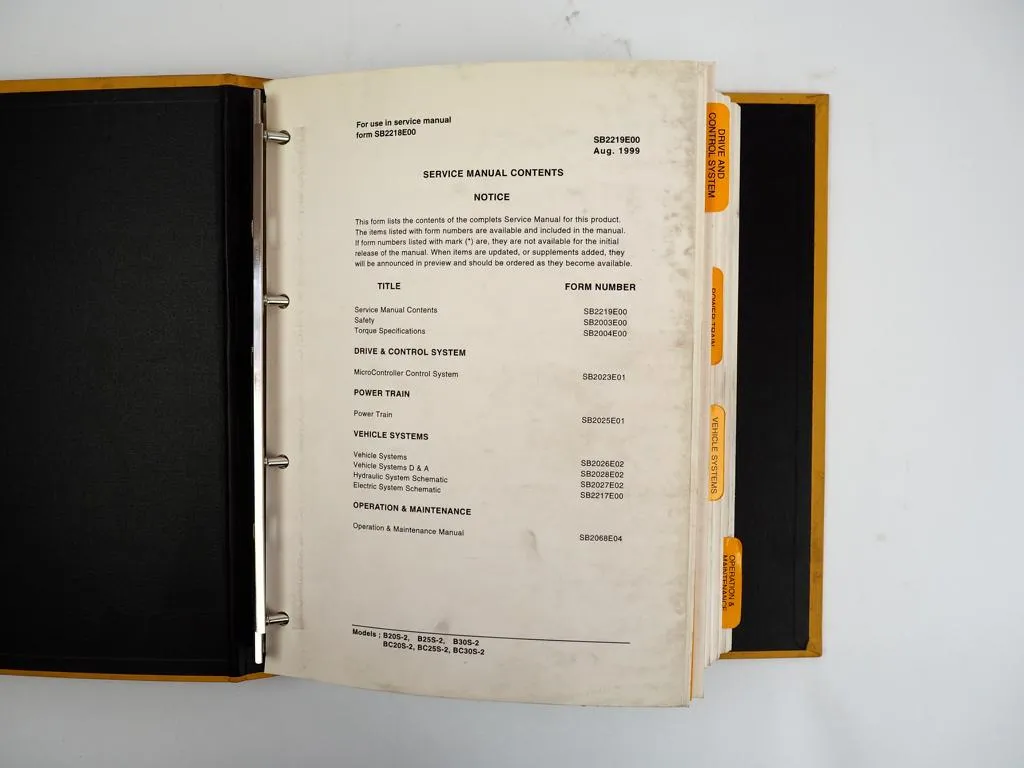 For use in service manual
form SB2218E00
SB2219E00
Aug. 1999
SERVICE MANUAL CONTENTS
NOTICE
This form lists the contents of the complets Service Manual for this product.
The items listed with form numbers are available and included in the manual.
If form numbers listed with mark (*) are, they are not available for the initial
release of the manual. When items are updated, or supplements added, they
will be announced in preview and should be ordered as they become available.
TITLE FORM NUMBER
Service Manual Contents SB2219E00
Safety SB2003E00
Torque Specifications SB2004E00
DRIVE & CONTROL SYSTEM
MicroController Control System SB2023E01
POWER TRAIN
Power Train SB2025E01
VEHICLE SYSTEMS
Vehicle Systems SB2026E02
Vehicle Systems D & A SB2028E02
Hydraulic System Schematic SB2027E02
Electric System Schematic SB2217E00
OPERATION & MAINTENANCE
Operation & Maintenance Manual SB2068E04
Models ; B20S-2, B25S-2, B30S-2
BC20S-2, BC25S-2, BC30S-2
DRIVE AND
CONTROL SYSTEM
POWER TRAIN
VEHICLE SYSTEMS
OPERATION &
MAINTENANCE